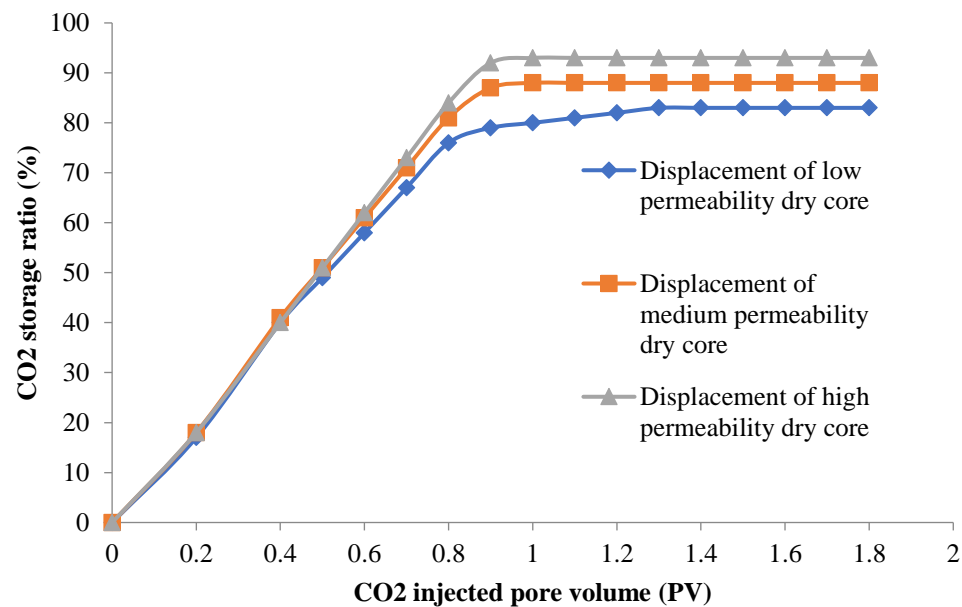 100
90
80
70
60
50
40
30
20
10
0
CO2 storage ratio (%)
0
0.2
0.4
0.6
0.8
1
1.2
1.4
1.6
1.8
2
CO2 injected pore volume (PV)
Displacement of low
permeability dry core
Displacement of
medium permeability
dry core
Displacement of high
permeability dry core